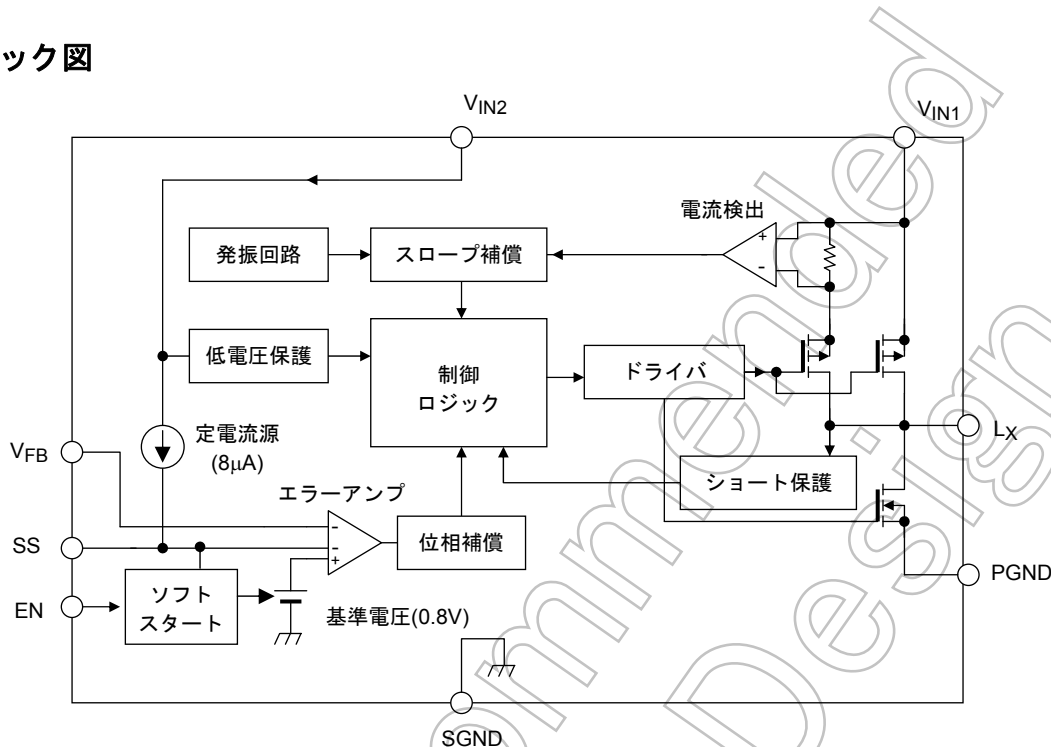 ック図
VIN2
VIN1
電流検出
+
-
発振回路
スロープ補償
低電圧保護
制御
ロジック
ドライバ
定電流源
(8μA)
VFB
LX
ショート保護
エラーアンプ
-
-
+
位相補償
SS
EN
ソフト
スタート
基準電圧(0.8V)
PGND
SGND
mmended
Design